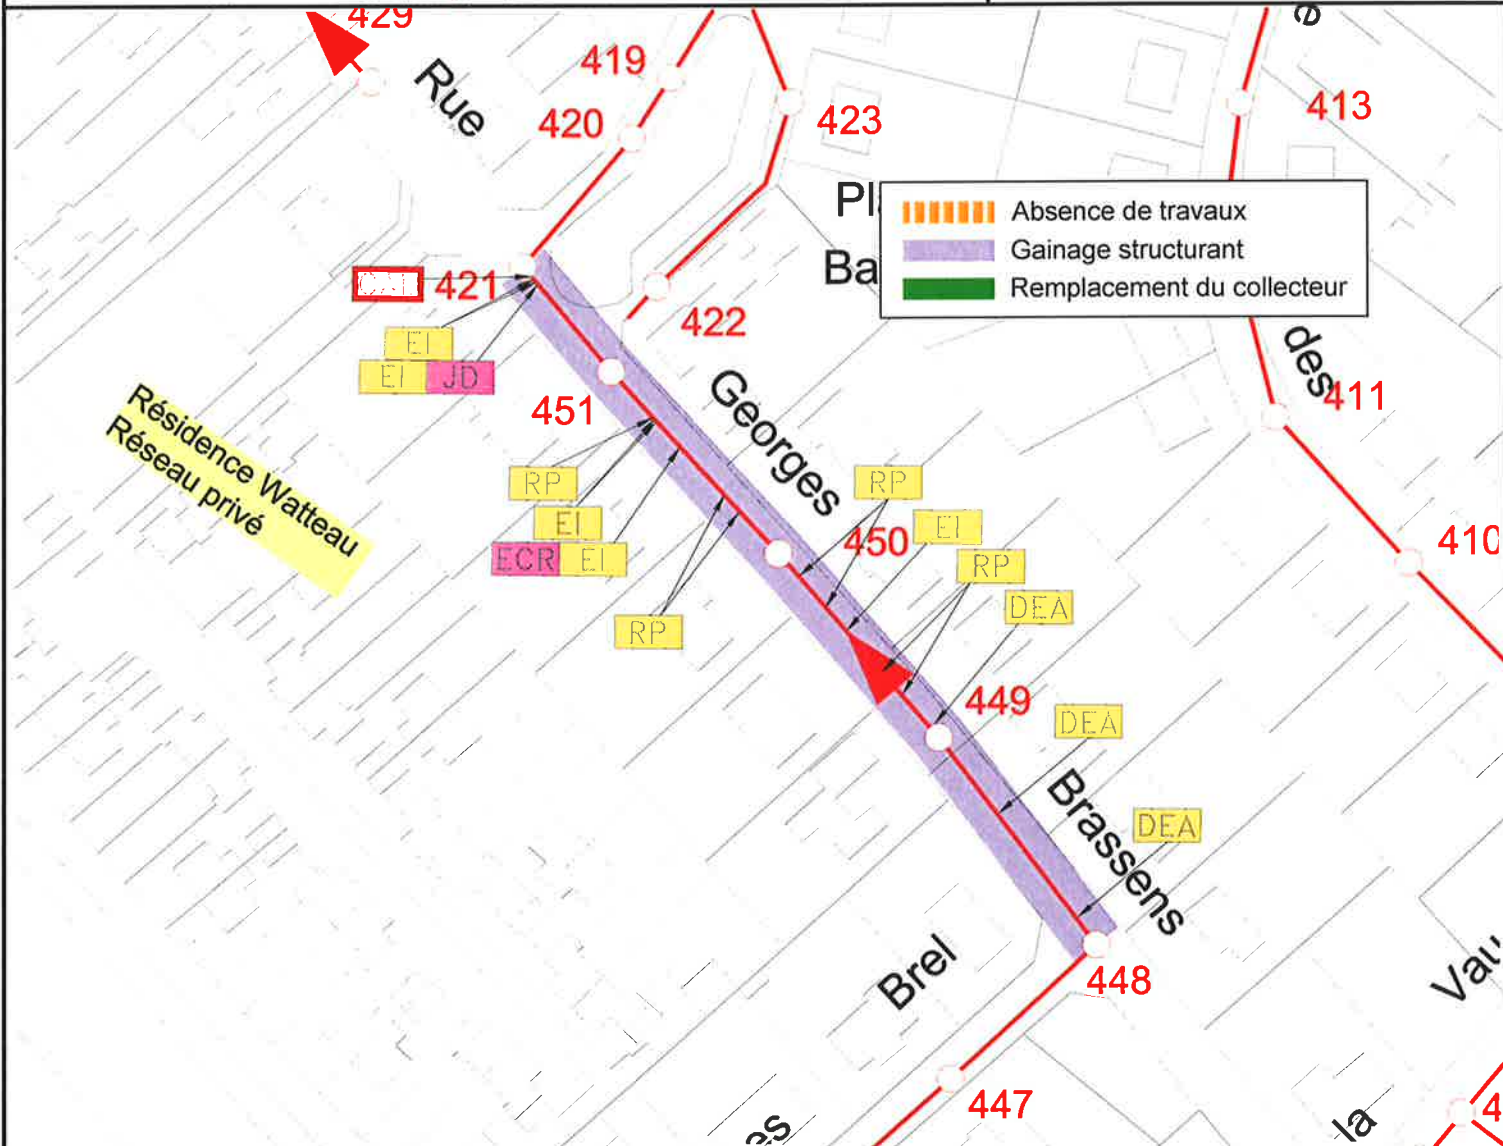 429
Rue
419
420
423
413
Absence de travaux
Gainage structurant
Remplacement du collecteur
421
422
EI
EI JD
des
411
451
Georges
Résidence Watteau
Réseau privé
RP
EI
ECR EI
RP
RP
450
EI
RP
DEA
410
449
DEA
Brassens
DEA
Brel
448
447
la